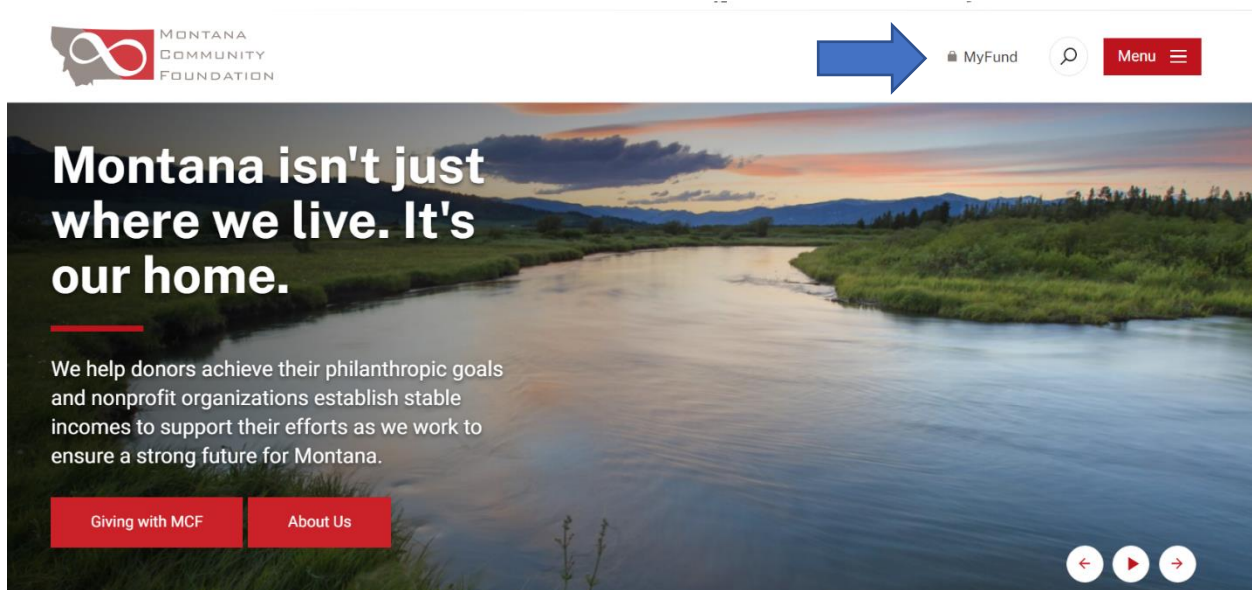 MONTANA
COMMUNITY
FOUNDATION
MyFund
Menu
Montana isn't just
where we live. It's
our home.
We help donors achieve their philanthropic goals
and nonprofit organizations establish stable
incomes to support their efforts as we work to
ensure a strong future for Montana.
Giving with MCF
About Us